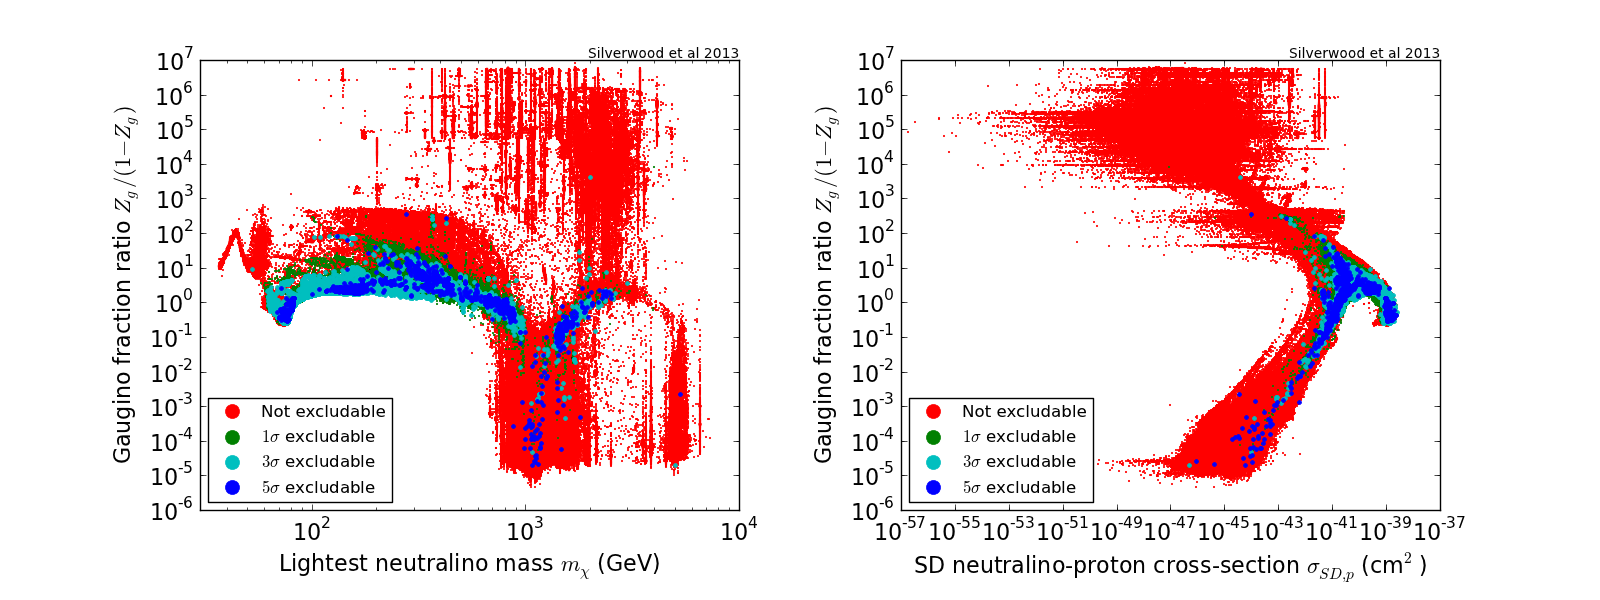 Silverwood et al 2013
Gaugino fraction ratio Z_g/(1−Z_g)
10^7
10^6
10^5
10^4
10^3
10^2
10^1
10^0
10^-1
10^-2
10^-3
10^-4
10^-5
10^-6
Not excludable
1σ excludable
3σ excludable
5σ excludable
10^2 10^3 10^4
Lightest neutralino mass m_χ (GeV)
Silverwood et al 2013
Gaugino fraction ratio Z_g/(1−Z_g)
10^7
10^6
10^5
10^4
10^3
10^2
10^1
10^0
10^-1
10^-2
10^-3
10^-4
10^-5
10^-6
Not excludable
1σ excludable
3σ excludable
5σ excludable
10^-57 10^-55 10^-53 10^-51 10^-49 10^-47 10^-45 10^-43 10^-41 10^-39 10^-37
SD neutralino-proton cross-section σ_SD,p (cm^2 )